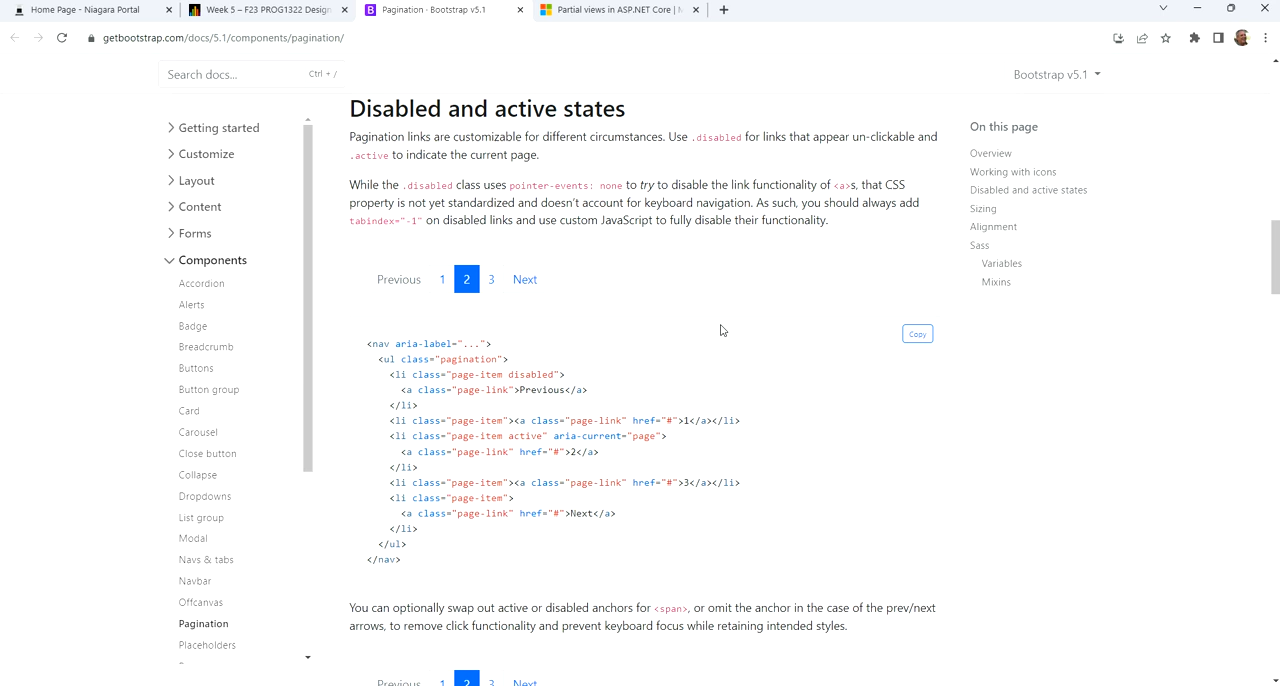 Home Page - Niagara Portal
Week 5 – F23 PROG1322 Design
Pagination · Bootstrap v5.1
Partial views in ASP.NET Core |
getbootstrap.com/docs/5.1/components/pagination/
Search docs...
Ctrl + /
Bootstrap v5.1
Getting started
Customize
Layout
Content
Forms
Components
Accordion
Alerts
Badge
Breadcrumb
Buttons
Button group
Card
Carousel
Close button
Collapse
Dropdowns
List group
Modal
Navs & tabs
Navbar
Offcanvas
Pagination
Placeholders
Disabled and active states
Pagination links are customizable for different circumstances. Use .disabled for links that appear un-clickable and
.active to indicate the current page.
While the .disabled class uses pointer-events: none to try to disable the link functionality of <a>s, that CSS
property is not yet standardized and doesn't account for keyboard navigation. As such, you should always add
tabindex="-1" on disabled links and use custom JavaScript to fully disable their functionality.
Previous 1 2 3 Next
Copy
<nav aria-label="...">
<ul class="pagination">
<li class="page-item disabled">
<a class="page-link">Previous</a>
</li>
<li class="page-item"><a class="page-link" href="#">1</a></li>
<li class="page-item active" aria-current="page">
<a class="page-link" href="#">2</a>
</li>
<li class="page-item"><a class="page-link" href="#">3</a></li>
<li class="page-item">
<a class="page-link" href="#">Next</a>
</li>
</ul>
</nav>
You can optionally swap out active or disabled anchors for <span>, or omit the anchor in the case of the prev/next
arrows, to remove click functionality and prevent keyboard focus while retaining intended styles.
Previous 1 2 3 Next
On this page
Overview
Working with icons
Disabled and active states
Sizing
Alignment
Sass
Variables
Mixins